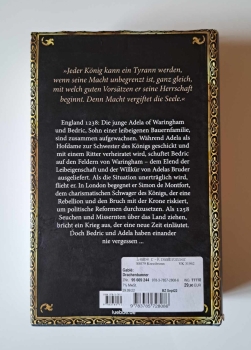 »Jeder König kann ein Tyrann werden,
wenn seine Macht unbegrenzt ist, ganz gleich,
mit welch guten Vorsätzen er seine Herrschaft
beginnt. Denn Macht vergiftet die Seele.«
England 1238: Die junge Adela of Waringham
und Bedric, Sohn einer leibeigenen Bauernfamilie,
sind zusammen aufgewachsen. Während Adela als
Hofdame zur Schwester des Königs geschickt und
mit einem Ritter verheiratet wird, schuftet Bedric
auf den Feldern von Waringham – dem Elend der
Leibeigenschaft und der Willkür von Adelas Bruder
ausgeliefert. Als die Situation unerträglich wird,
flieht er. In London begegnet er Simon de Montfort,
dem charismatischen Schwager des Königs, der eine
Rebellion und den Bruch mit der Krone riskiert, um
politische Reformen durchzusetzen. Als ab 1258
Seuchen und Missernten über das Land ziehen,
bricht ein Krieg aus, der eine neue Zeit einläutet.
Doch Bedric und Adela haben einander
nie vergessen ...
Gablé:
Drachenbanner
luebbe.de